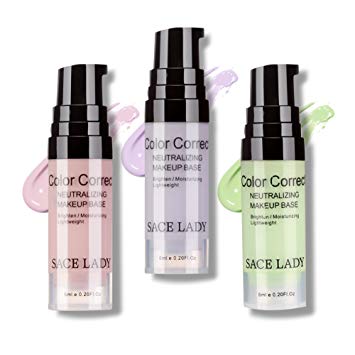 Color Correc
NEUTRALIZING
MAKEUP BASE
Brighten / Moisturizing
Lightweight
SACE LADY
6ml e 0.20Fl.Oz
Color Correc
NEUTRALIZING
MAKEUP BASE
Brighten / Moisturizing
Lightweight
SACE LADY
6ml e 0.20Fl.Oz
Color Correc
NEUTRALIZING
MAKEUP BASE
Brighten / Moisturizing
Lightweight
SACE LADY
6ml e 0.20Fl.Oz